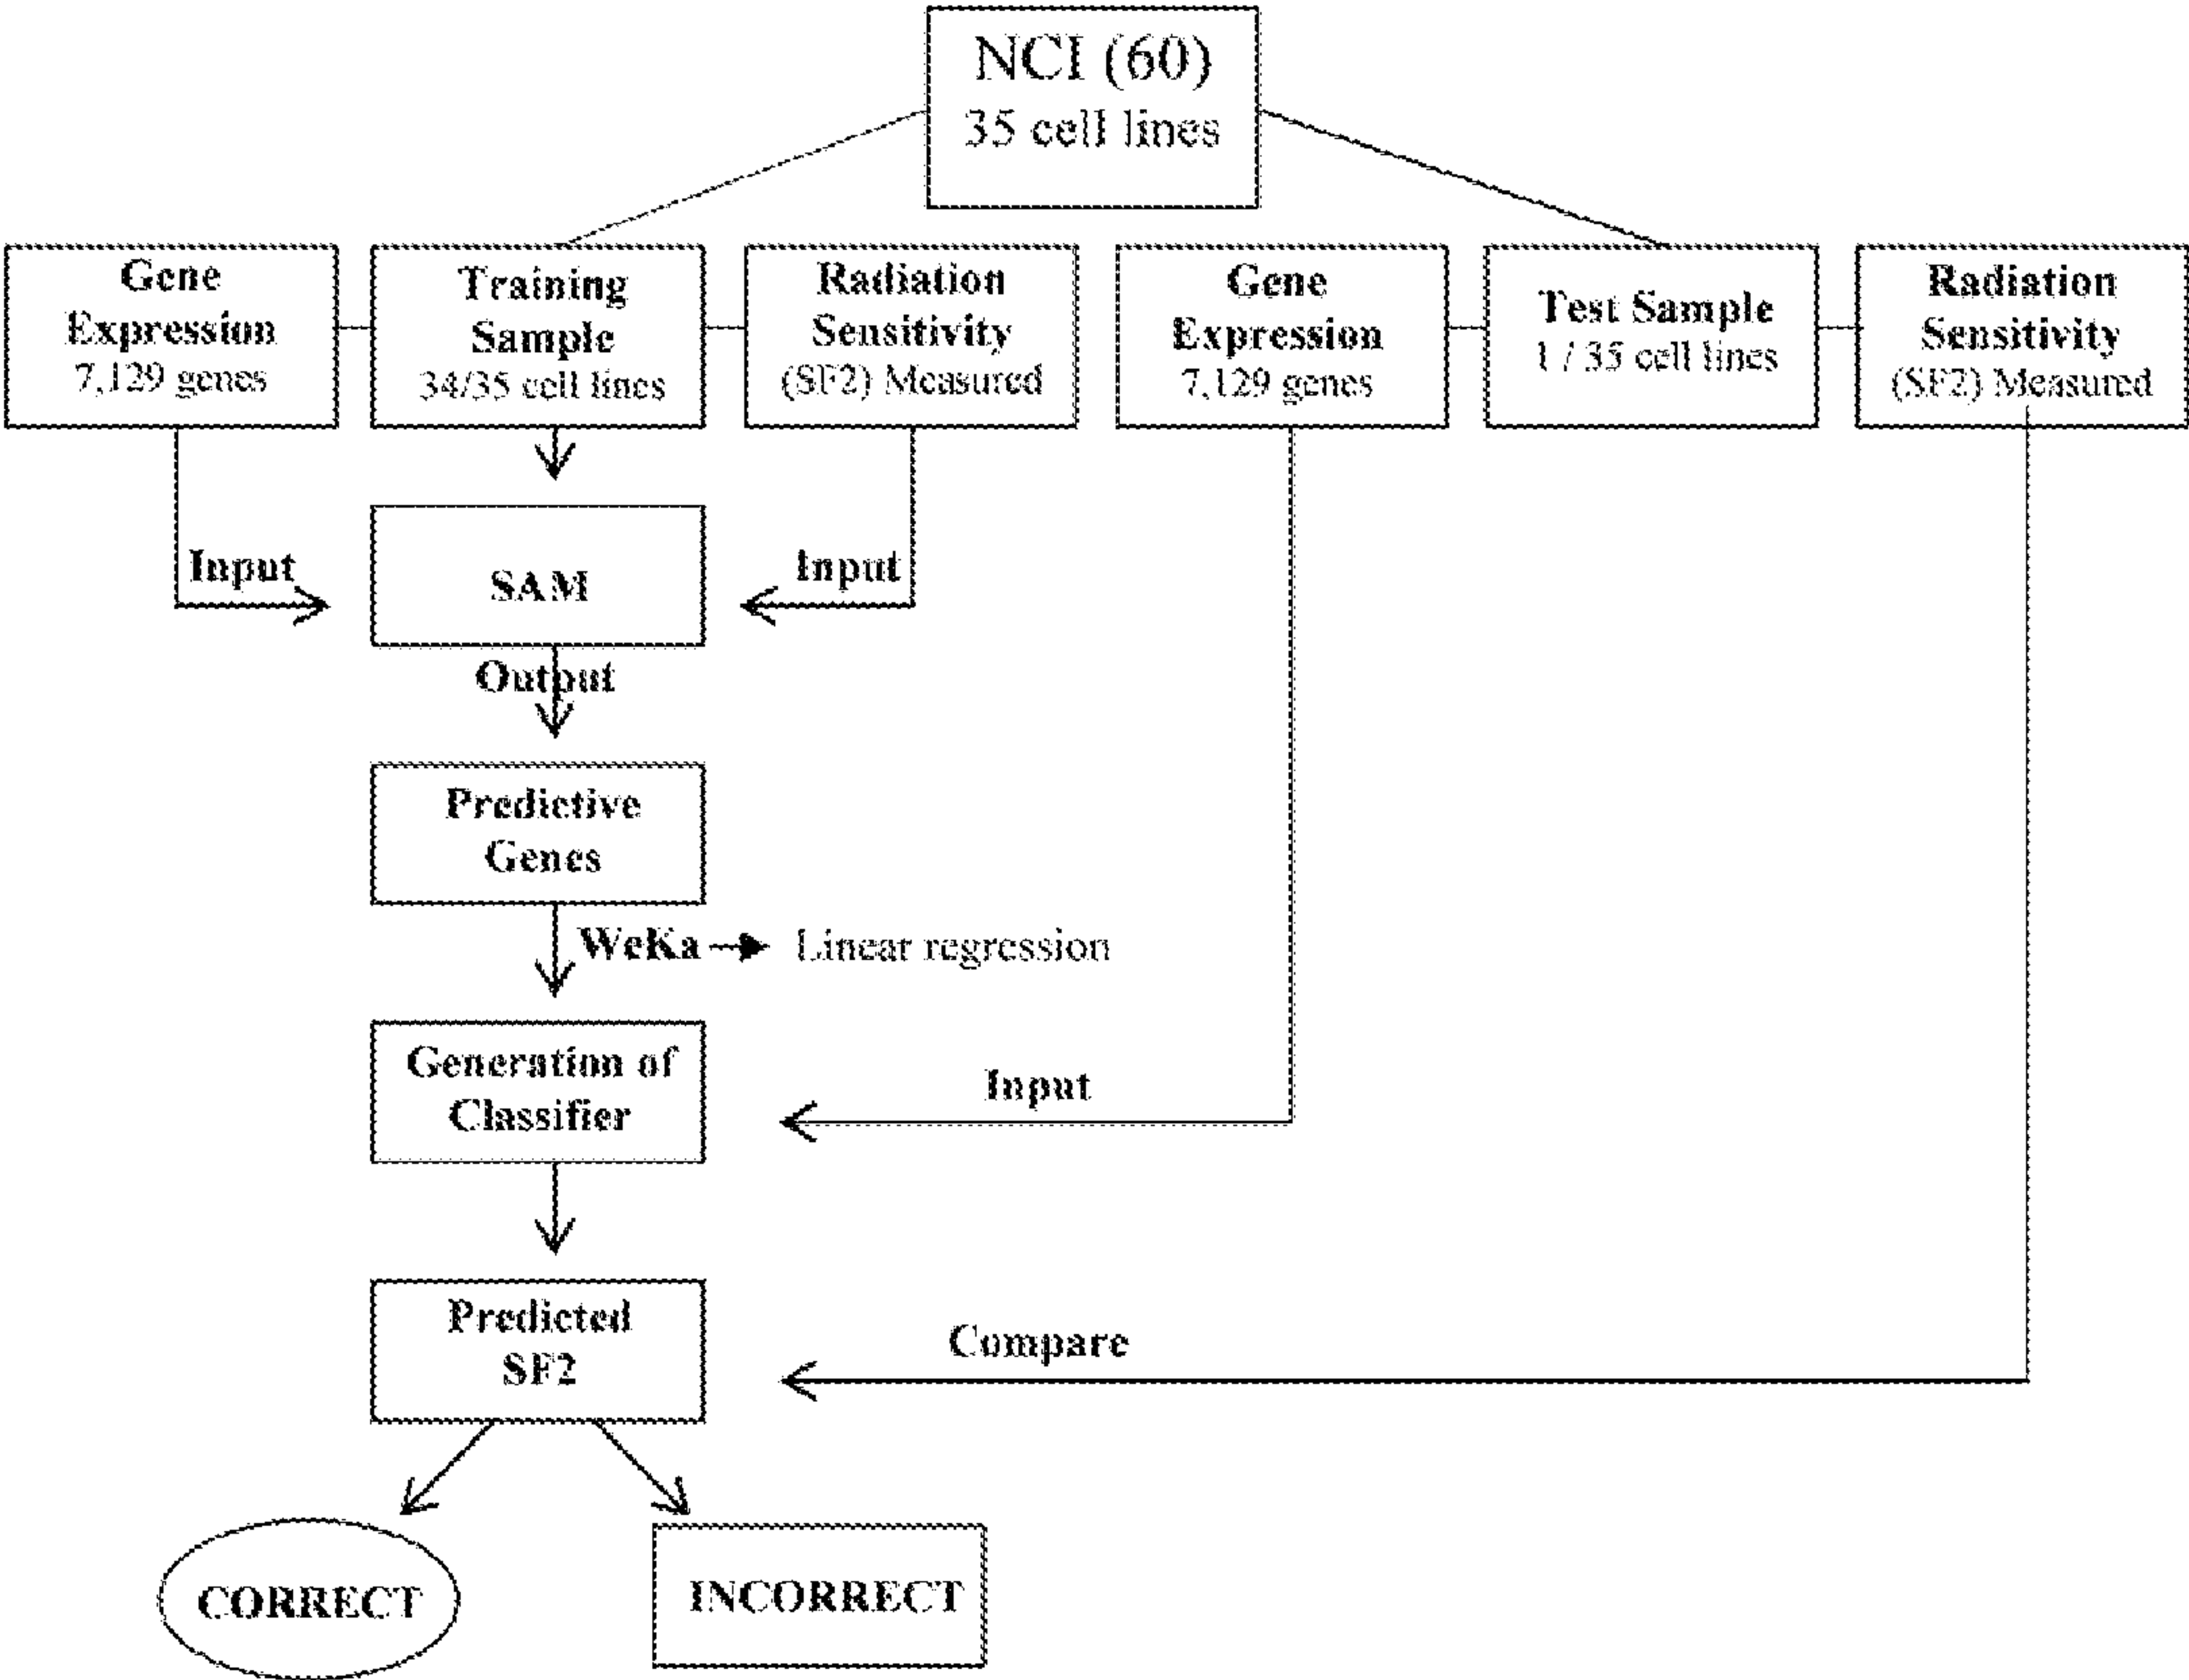 NCI (60)
35 cell lines
Gene
Expression
7,129 genes
Training
Sample
34/35 cell lines
Radiation
Sensitivity
(SF2) Measured
Gene
Expression
7,129 genes
Test Sample
1 / 35 cell lines
Radiation
Sensitivity
(SF2) Measured
Input
SAM
Input
Output
Predictive
Genes
WeKa
Linear regression
Generation of
Classifier
Input
Predicted
SF2
Compare
CORRECT
INCORRECT